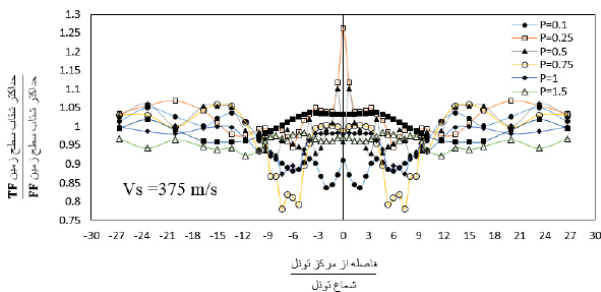 1.3
1.25
1.2
1.15
1.1
1.05
1
0.95
0.9
0.85
0.8
0.75
P=0.1
P=0.25
P=0.5
P=0.75
P=1
P=1.5
حداکثر شتاب سطح زمین TF
حداکثر شتاب سطح زمین FF
Vs =375 m/s
-30 -27 -24 -21 -18 -15 -12 -9 -6 -3 0 3 6 9 12 15 18 21 24 27 30
فاصله از مرکز تونل
شعاع تونل